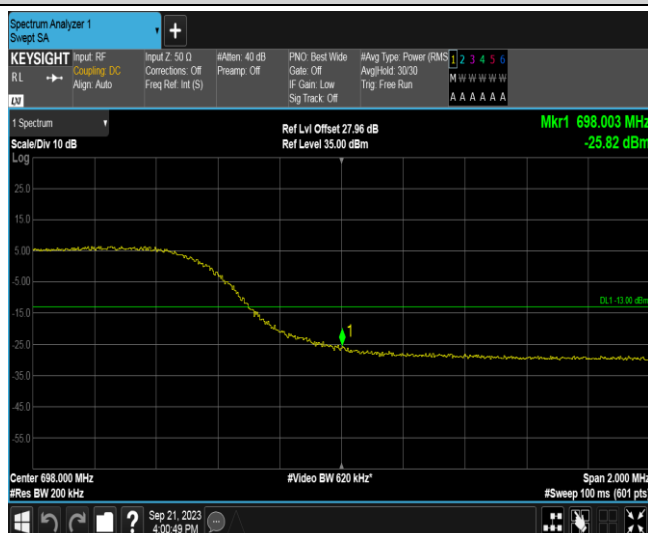 Spectrum Analyzer 1
Swept SA
+
KEYSIGHT
RL
LXI
Input: RF
Coupling: DC
Align: Auto
Input Z: 50 Ω
Corrections: Off
Freq Ref: Int (S)
#Atten: 40 dB
Preamp: Off
PNO: Best Wide
Gate: Off
IF Gain: Low
Sig Track: Off
#Avg Type: Power (RMS
Avg|Hold: 30/30
Trig: Free Run
1 2 3 4 5 6
M W W W W W
A A A A A A
1 Spectrum
Scale/Div 10 dB
Log
Ref Lvl Offset 27.96 dB
Ref Level 35.00 dBm
Mkr1 698.003 MHz
-25.82 dBm
25.0
15.0
5.00
-5.00
DL1 -13.00 dBm
-15.0
1
-25.0
-35.0
-45.0
-55.0
Center 698.000 MHz
#Res BW 200 kHz
#Video BW 620 kHz*
Span 2.000 MHz
#Sweep 100 ms (601 pts)
?
Sep 21, 2023
4:00:49 PM